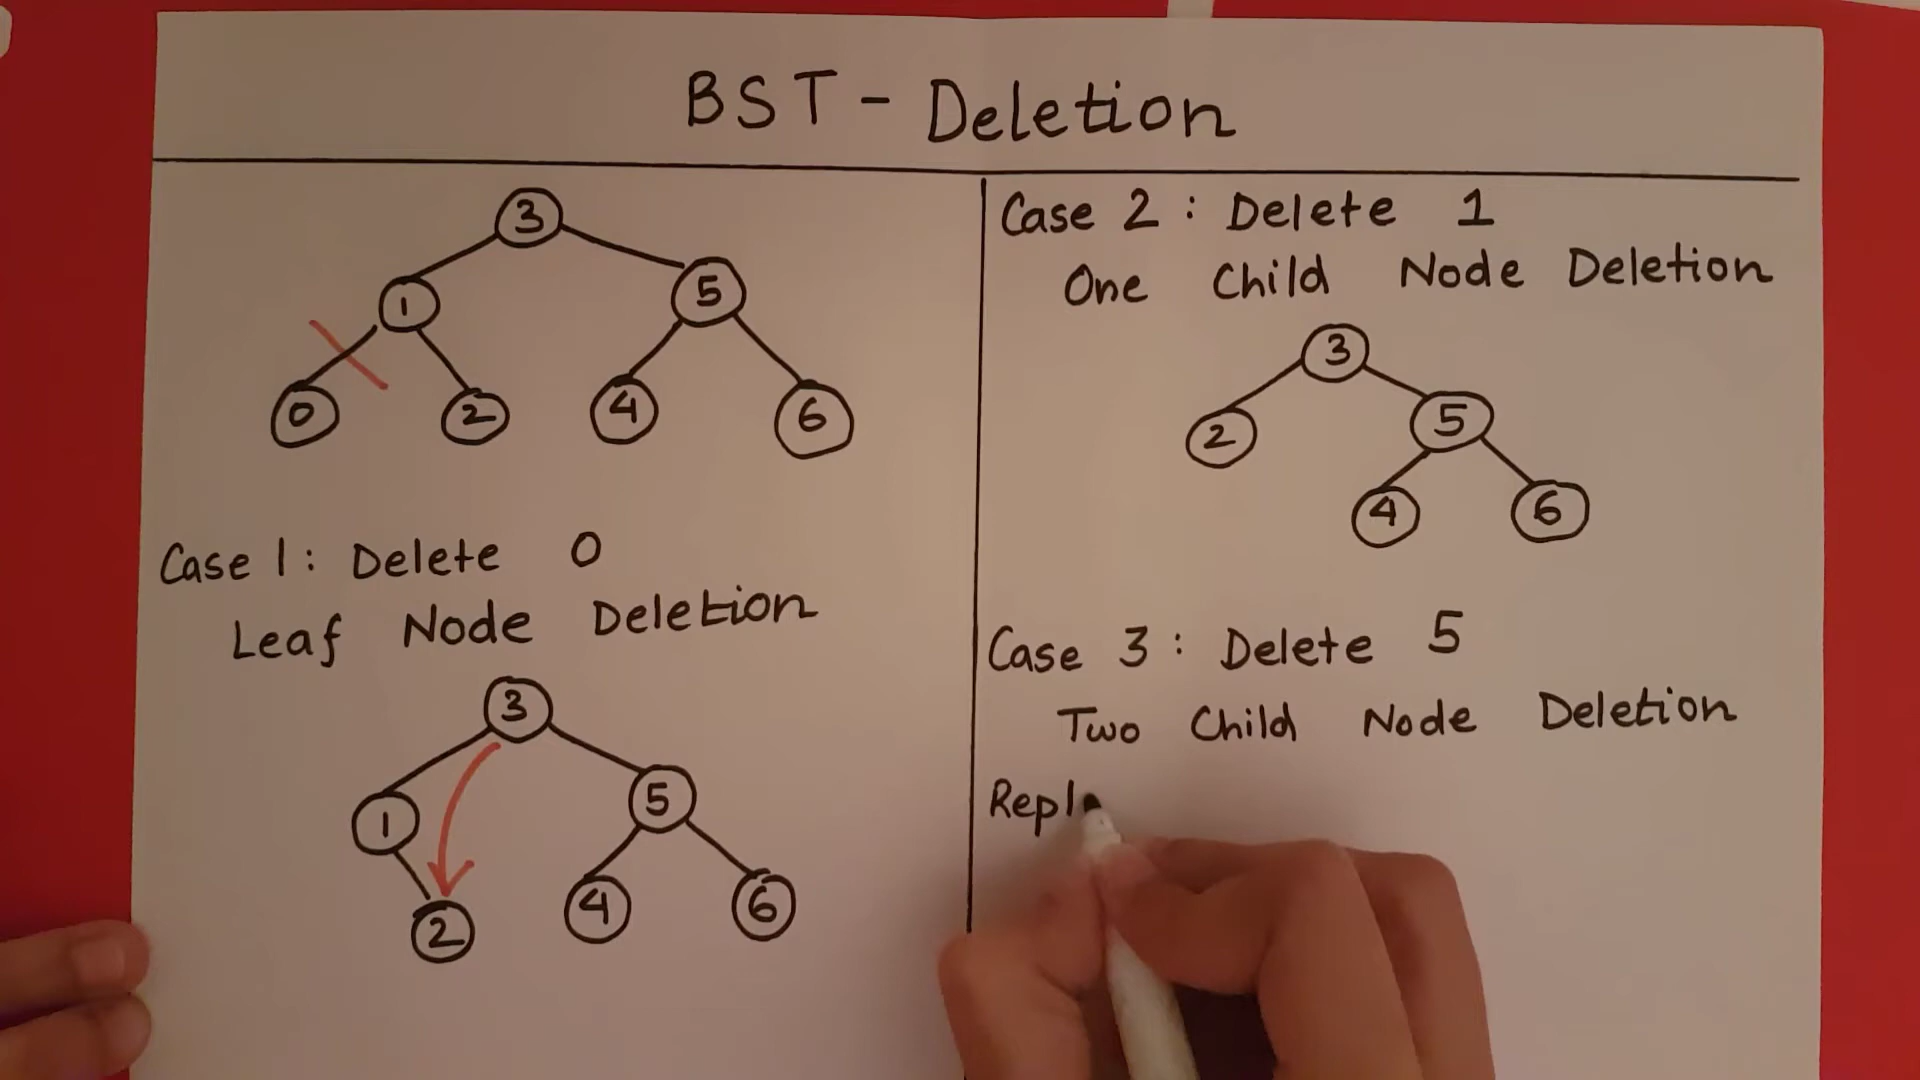 BST - Deletion
3
1 5
0 2 4 6
Case 1: Delete 0
Leaf Node Deletion
3
1 5
2 4 6
Case 2: Delete 1
One Child Node Deletion
3
2 5
4 6
Case 3: Delete 5
Two Child Node Deletion
Repl